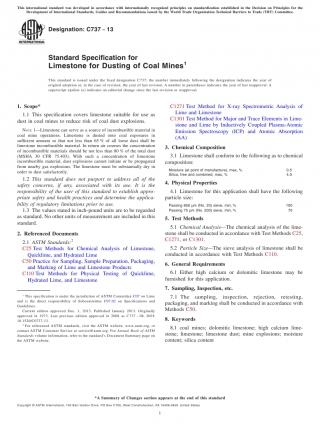 This international standard was developed in accordance with internationally recognized principles on standardization established in the Decision on Principles for the
Development of International Standards, Guides and Recommendations issued by the World Trade Organization Technical Barriers to Trade (TBT) Committee.
Designation: C737 − 13
Standard Specification for
Limestone for Dusting of Coal Mines¹
This standard is issued under the fixed designation C737; the number immediately following the designation indicates the year of
original adoption or, in the case of revision, the year of last revision. A number in parentheses indicates the year of last reapproval. A
superscript epsilon (ε) indicates an editorial change since the last revision or reapproval.
1. Scope*
1.1 This specification covers limestone suitable for use as
dust in coal mines to reduce risk of coal dust explosions.
NOTE 1—Limestone can serve as a source of incombustible material in
coal mine operations. Limestone is dusted onto coal exposures in
sufficient amount so that not less than 65 % of all loose dust shall be
limestone incombustible material. In return air courses the concentration
of incombustible materials should be not less than 80 % of the total dust
(MSHA 30 CFR 75.403). With such a concentration of limestone
incombustible material, dust explosions cannot initiate or be propagated
from nearby gas explosions. The limestone must be substantially dry in
order to dust satisfactorily.
1.2 This standard does not purport to address all of the
safety concerns, if any, associated with its use. It is the
responsibility of the user of this standard to establish appro-
priate safety and health practices and determine the applica-
bility of regulatory limitations prior to use.
1.3 The values stated in inch-pound units are to be regarded
as standard. No other units of measurement are included in this
standard.
2. Referenced Documents
2.1 ASTM Standards:²
C25 Test Methods for Chemical Analysis of Limestone,
Quicklime, and Hydrated Lime
C50 Practice for Sampling, Sample Preparation, Packaging,
and Marking of Lime and Limestone Products
C110 Test Methods for Physical Testing of Quicklime,
Hydrated Lime, and Limestone
¹ This specification is under the jurisdiction of ASTM Committee C07 on Lime
and is the direct responsibility of Subcommittee C07.02 on Specifications and
Guidelines.
Current edition approved Dec. 1, 2013. Published January 2013. Originally
² For referenced ASTM standards, visit the ASTM website, www.astm.org, or
contact ASTM Customer Service at service@astm.org. For Annual Book of ASTM
Standards volume information, refer to the standard's Document Summary page on
the ASTM website.
C1271 Test Method for X-ray Spectrometric Analysis of
Lime and Limestone
C1301 Test Method for Major and Trace Elements in Lime-
stone and Lime by Inductively Coupled Plasma-Atomic
Emission Spectroscopy (ICP) and Atomic Absorption
(AA)
3. Chemical Composition
3.1 Limestone shall conform to the following as to chemical
composition:
Moisture (at point of manufacture), max, %
Silica, free and combined, max, %
4. Physical Properties
4.1 Limestone for this application shall have the following
particle size:
Passing 850 μm (No. 20) sieve, min, % 100
Passing 75 μm (No. 200) sieve, min, % 70
5. Test Methods
5.1 Chemical Analysis—The chemical analysis of the lime-
stone shall be conducted in accordance with Test Methods C25,
C1271, or C1301.
5.2 Particle Size—The sieve analysis of limestone shall be
conducted in accordance with Test Methods C110.
6. General Requirements
6.1 Either high calcium or dolomitic limestone may be
furnished for this application.
7. Sampling, Inspection, etc.
7.1 The sampling, inspection, rejection, retesting,
packaging, and marking shall be conducted in accordance with
Methods C50.
8. Keywords
8.1 coal mines; dolomitic limestone; high calcium lime-
stone; limestone; limestone dust; mine explosions; moisture
content; silica content
*A Summary of Changes section appears at the end of this standard
Copyright © ASTM International, 100 Barr Harbor Drive, PO Box C700, West Conshohocken, PA 19428-2959. United States
1